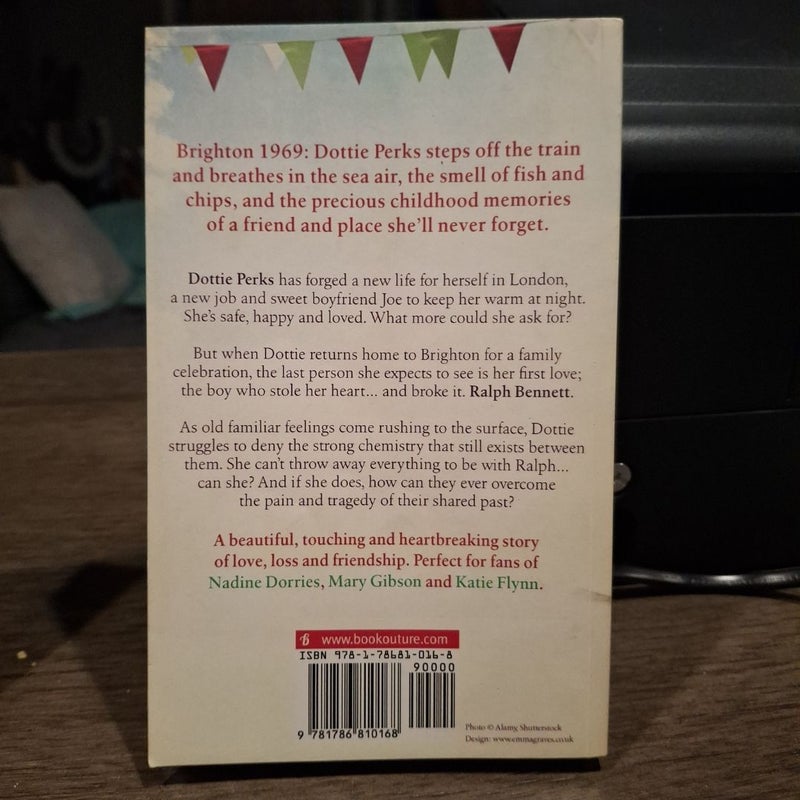 Brighton 1969: Dottie Perks steps off the train
and breathes in the sea air, the smell of fish and
chips, and the precious childhood memories
of a friend and place she'll never forget.
Dottie Perks has forged a new life for herself in London,
a new job and sweet boyfriend Joe to keep her warm at night.
She's safe, happy and loved. What more could she ask for?
But when Dottie returns home to Brighton for a family
celebration, the last person she expects to see is her first love;
the boy who stole her heart... and broke it. Ralph Bennett.
As old familiar feelings come rushing to the surface, Dottie
struggles to deny the strong chemistry that still exists between
them. She can't throw away everything to be with Ralph...
can she? And if she does, how can they ever overcome
the pain and tragedy of their shared past?
A beautiful, touching and heartbreaking story
of love, loss and friendship. Perfect for fans of
Nadine Dorries, Mary Gibson and Katie Flynn.
B www.bookouture.com
ISBN 978-1-78681-016-8
90000
9 781786 810168
Photo © Alamy, Shutterstock
Design: www.emmagraves.co.uk